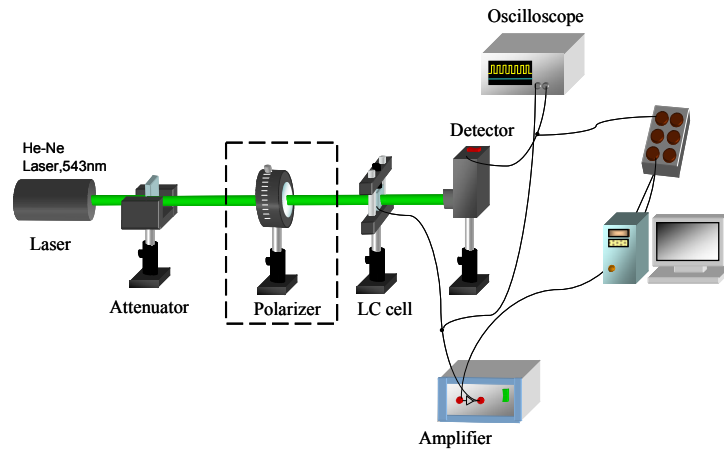 Oscilloscope
He-Ne
Laser,543nm
Detector
Laser
Attenuator
Polarizer
LC cell
Amplifier